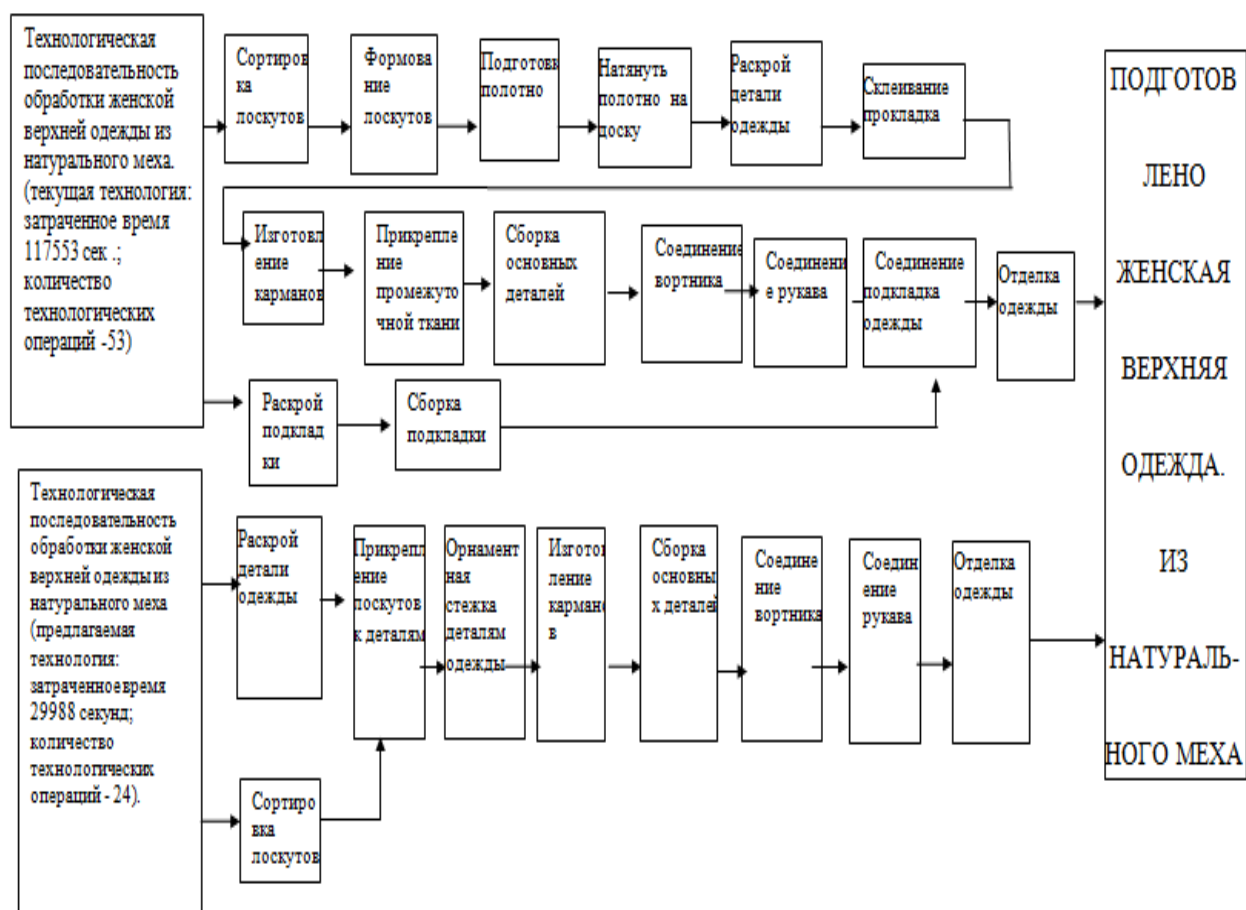 Технологическая
последовательность
обработки женской
верхней одежды из
натурального меха.
(текущая технология:
затраченное время
117553 сек .;
количество
технологических
операций -53)
Сортиров
ка
лоскутов
Формова
ние
лоскутов
Подготовк
полотно
Натянуть
полотно на
доску
Раскрой
детали
одежды
Склеивание
прокладка
Изготовл
ение
карманов
Прикрепле
ние
промежуто
чной ткани
Сборка
основных
деталей
Соединение
вортника
Соединени
е рукава
Соединение
подкладка
одежды
Отделка
одежды
Раскрой
подклад
ки
Сборка
подкладки
Технологическая
последовательность
обработки женской
верхней одежды из
натурального меха
(предлагаемая
технология:
затраченное время
29988 секунд;
количество
технологических
операций - 24).
Раскрой
детали
одежды
Прикрепл
ение
лоскутов
к деталям
Орнамент
ная
стежка
деталям
одежды
Изготов
ление
кармано
в
Сборка
основны
х деталей
Соедине
ние
вортника
Соедин
ение
рукава
Отделка
одежды
Сортиро
вка
лоскутов
ПОДГОТОВ
ЛЕНО
ЖЕНСКАЯ
ВЕРХНЯЯ
ОДЕЖДА.
ИЗ
НАТУРАЛЬ-
НОГО МЕХА